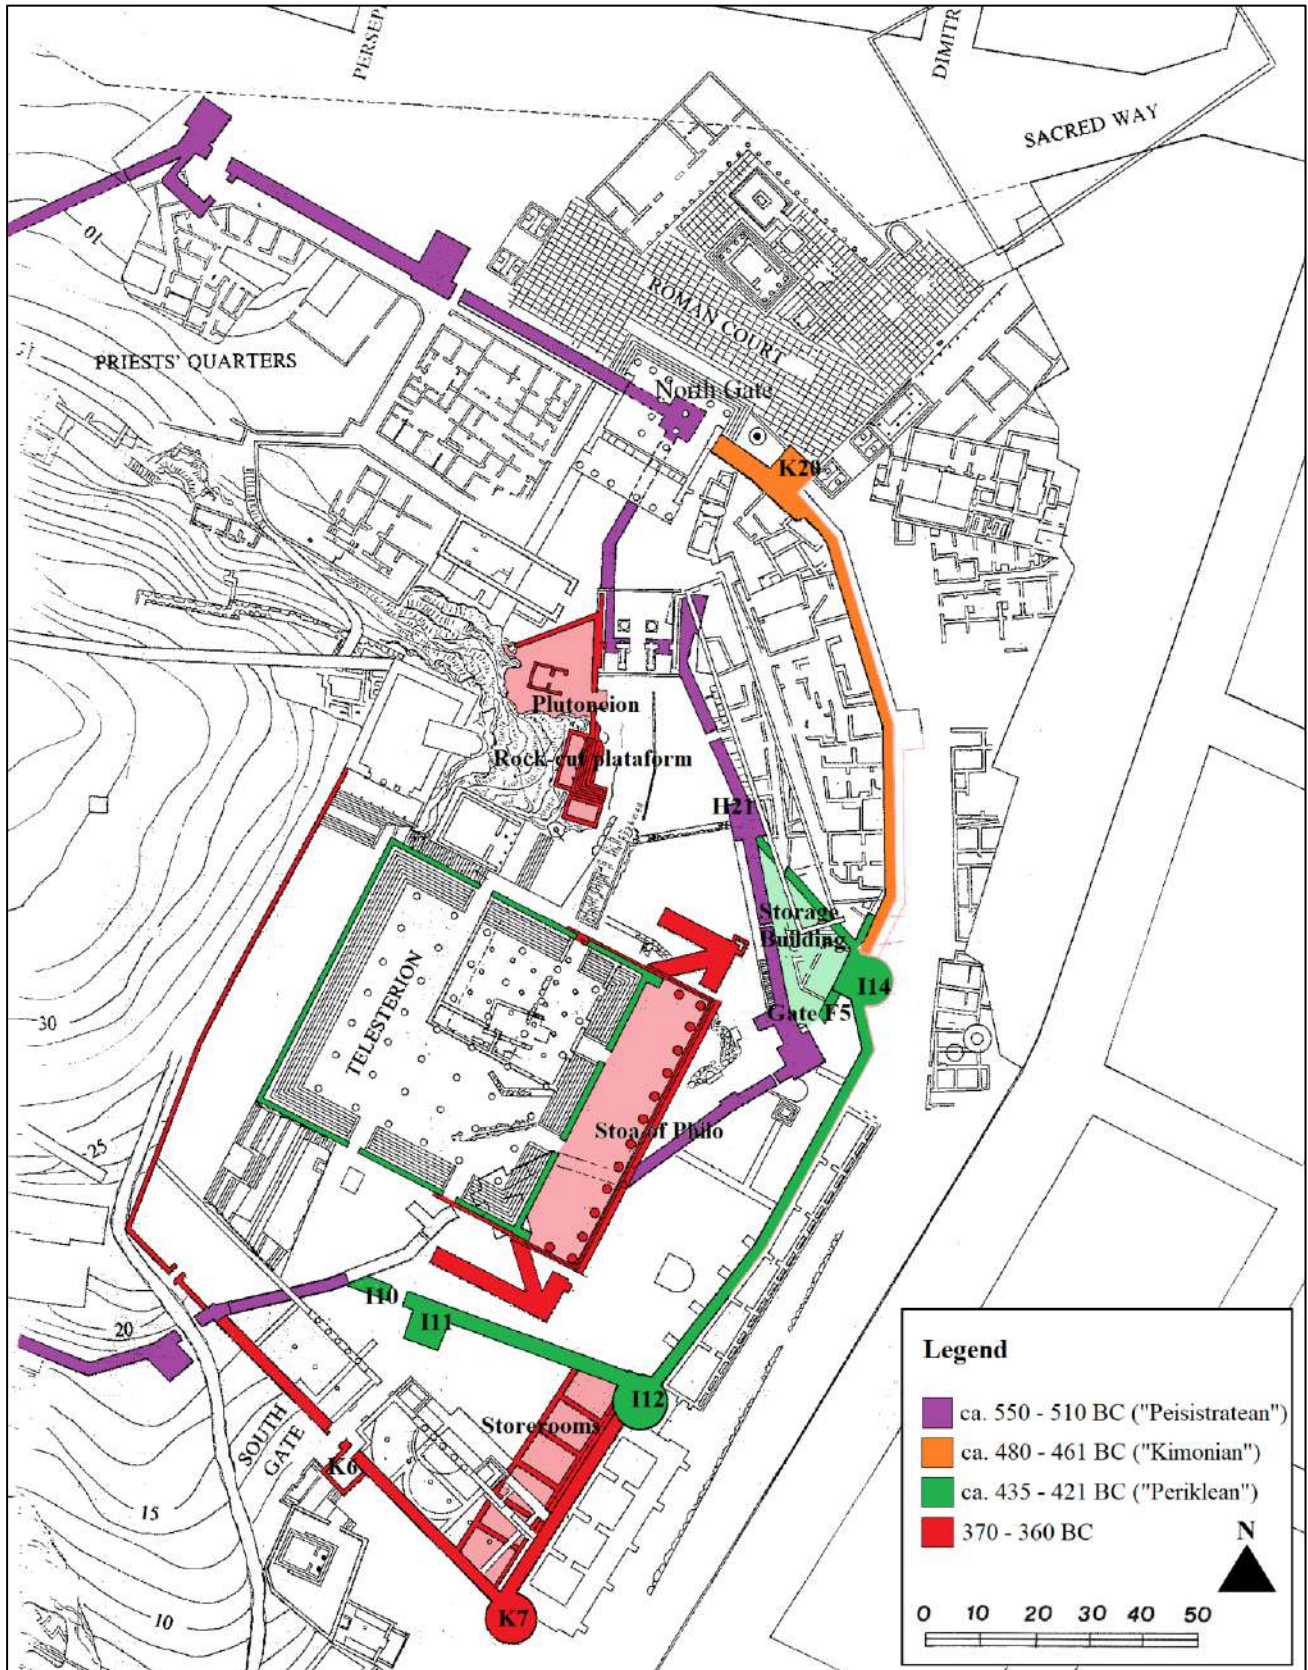 PERSEP
DIMITR
SACRED WAY
10
ROMAN COURT
PRIESTS' QUARTERS
North Gate
K20
Plutoneion
Rock-cut plataform
H21
Storage
Building
I14
Gate F5
30
TELESTERION
Stoa of Philo
25
I10
I11
20
I12
Storerooms
SOUTH
GATE
K6
15
10
K7
Legend
ca. 550 - 510 BC ("Peisistratean")
ca. 480 - 461 BC ("Kimonian")
ca. 435 - 421 BC ("Periklean")
370 - 360 BC
N
0 10 20 30 40 50